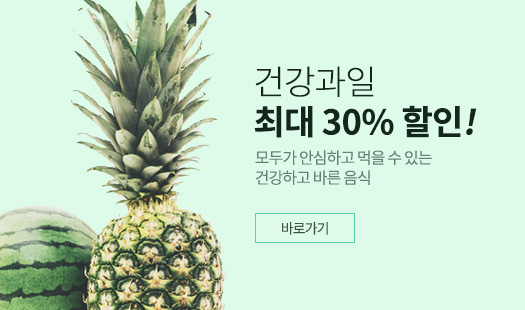 건강과일
최대 30% 할인!
모두가 안심하고 먹을 수 있는
건강하고 바른 음식
바로가기